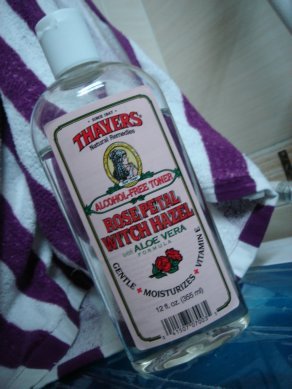 SINCE 1847
THAYERS
Natural Remedies
ALCOHOL-FREE TONER
ROSE PETAL
WITCH HAZEL
with ALOE VERA
FORMULA
GENTLE • MOISTURIZES • VITAMIN E
12 fl. oz. (355 ml)